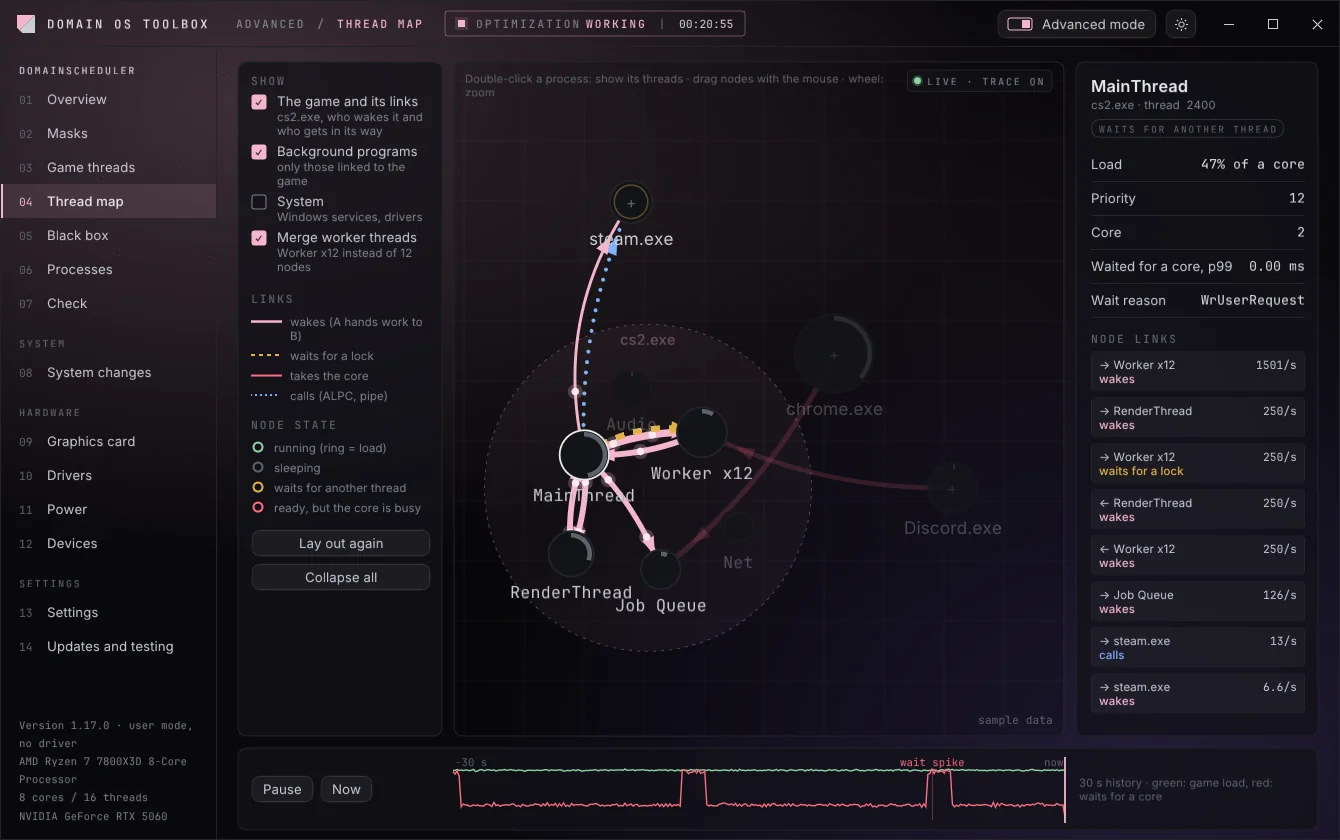 DOMAIN OS TOOLBOX
ADVANCED / THREAD MAP
OPTIMIZATION WORKING | 00:20:55
Advanced mode
DOMAINSCHEDULER
01 Overview
02 Masks
03 Game threads
04 Thread map
05 Black box
06 Processes
07 Check
SYSTEM
08 System changes
HARDWARE
09 Graphics card
10 Drivers
11 Power
12 Devices
SETTINGS
13 Settings
14 Updates and testing
Version 1.17.0 · user mode,
no driver
AMD Ryzen 7 7800X3D 8-Core
Processor
8 cores / 16 threads
NVIDIA GeForce RTX 5060
SHOW
The game and its links
cs2.exe, who wakes it and
who gets in its way
Background programs
only those linked to the
game
System
Windows services, drivers
Merge worker threads
Worker x12 instead of 12
nodes
LINKS
wakes (A hands work to
B)
waits for a lock
takes the core
calls (ALPC, pipe)
NODE STATE
running (ring = load)
sleeping
waits for another thread
ready, but the core is busy
Lay out again
Collapse all
Double-click a process: show its threads · drag nodes with the mouse · wheel:
zoom
LIVE · TRACE ON
steam.exe
cs2.exe
chrome.exe
Audio
Worker x12
MainThread
Discord.exe
Net
RenderThread
Job Queue
sample data
MainThread
cs2.exe · thread 2400
WAITS FOR ANOTHER THREAD
Load 47% of a core
Priority 12
Core 2
Waited for a core, p99 0.00 ms
Wait reason WrUserRequest
NODE LINKS
→ Worker x12 1501/s
wakes
→ RenderThread 250/s
wakes
→ Worker x12 250/s
waits for a lock
← RenderThread 250/s
wakes
← Worker x12 250/s
wakes
→ Job Queue 126/s
wakes
→ steam.exe 13/s
calls
→ steam.exe 6.6/s
wakes
Pause
Now
-30 s
wait spike
now
30 s history · green: game load, red:
waits for a core